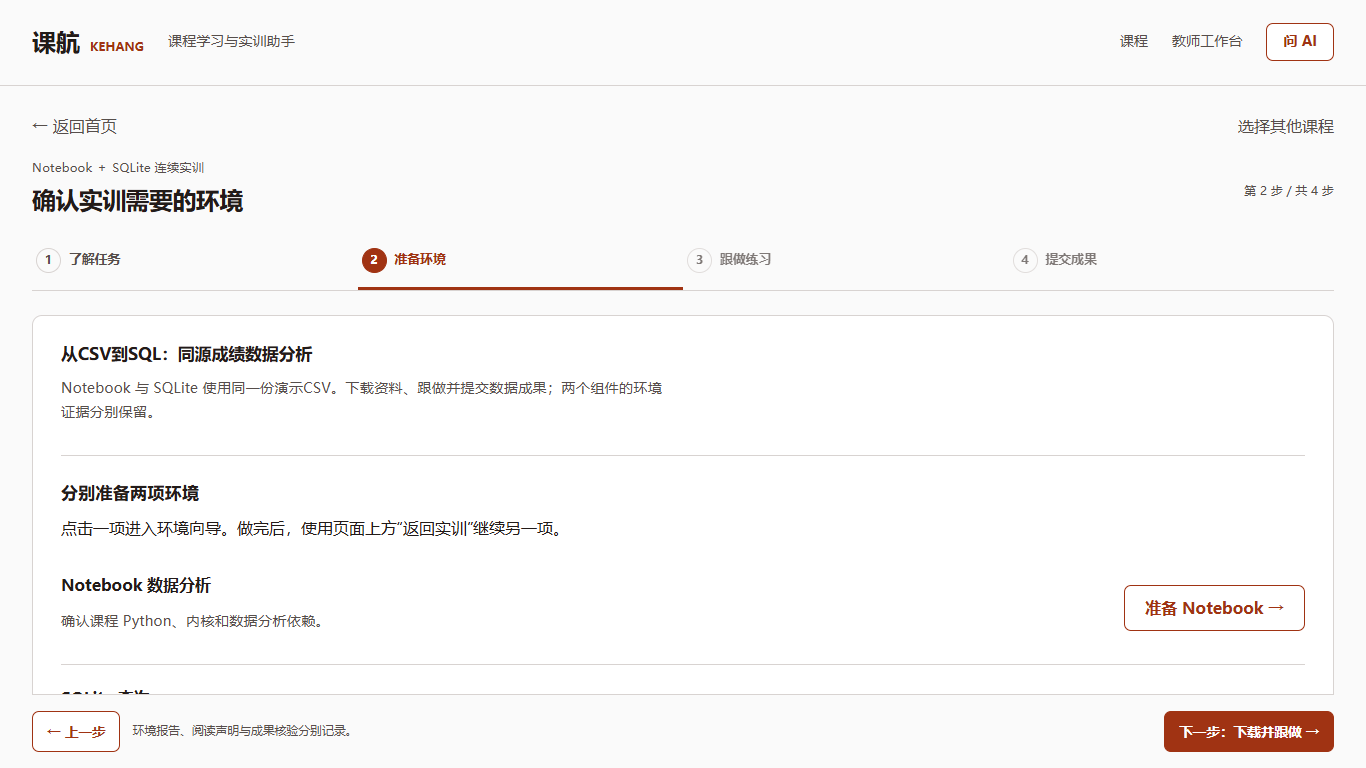 课航 KEHANG 课程学习与实训助手 课程 教师工作台 问 AI
← 返回首页 选择其他课程
Notebook + SQLite 连续实训
确认实训需要的环境
第 2 步 / 共 4 步
1 了解任务 2 准备环境 3 跟做练习 4 提交成果
从CSV到SQL：同源成绩数据分析
Notebook 与 SQLite 使用同一份演示CSV。下载资料、跟做并提交数据成果；两个组件的环境
证据分别保留。
分别准备两项环境
点击一项进入环境向导。做完后，使用页面上方“返回实训”继续另一项。
Notebook 数据分析
确认课程 Python、内核和数据分析依赖。
准备 Notebook →
← 上一步 环境报告、阅读声明与成果核验分别记录。 下一步：下载并跟做 →